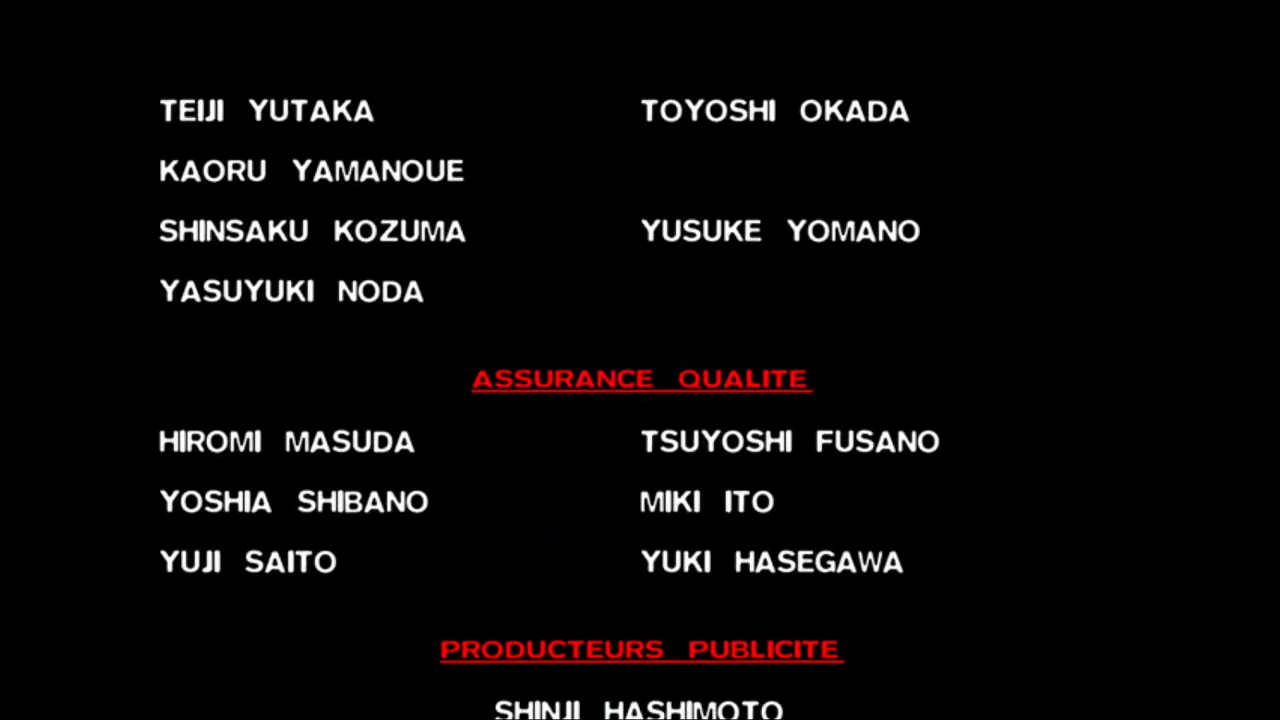 TEIJI YUTAKA TOYOSHI OKADA
KAORU YAMANOUE
SHINSAKU KOZUMA YUSUKE YOMANO
YASUYUKI NODA
ASSURANCE QUALITE
HIROMI MASUDA TSUYOSHI FUSANO
YOSHIA SHIBANO MIKI ITO
YUJI SAITO YUKI HASEGAWA
PRODUCTEURS PUBLICITE
SHINJI HASHIMOTO